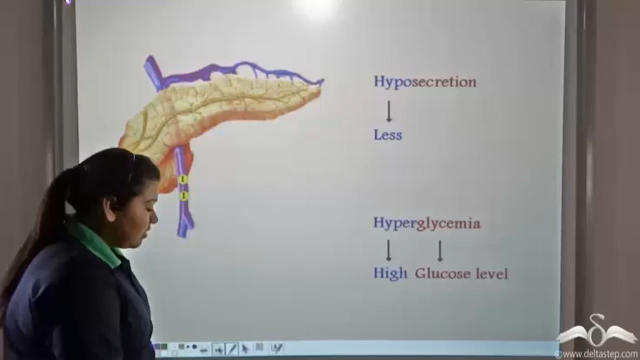 Hyposecretion
Less
Hyperglycemia
High Glucose level
© www.deltastep.com